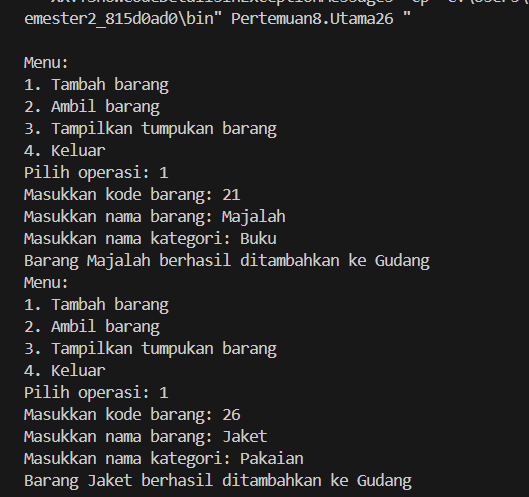 emester2_815d0ad0\bin" Pertemuan8.Utama26 "
Menu:
1. Tambah barang
2. Ambil barang
3. Tampilkan tumpukan barang
4. Keluar
Pilih operasi: 1
Masukkan kode barang: 21
Masukkan nama barang: Majalah
Masukkan nama kategori: Buku
Barang Majalah berhasil ditambahkan ke Gudang
Menu:
1. Tambah barang
2. Ambil barang
3. Tampilkan tumpukan barang
4. Keluar
Pilih operasi: 1
Masukkan kode barang: 26
Masukkan nama barang: Jaket
Masukkan nama kategori: Pakaian
Barang Jaket berhasil ditambahkan ke Gudang